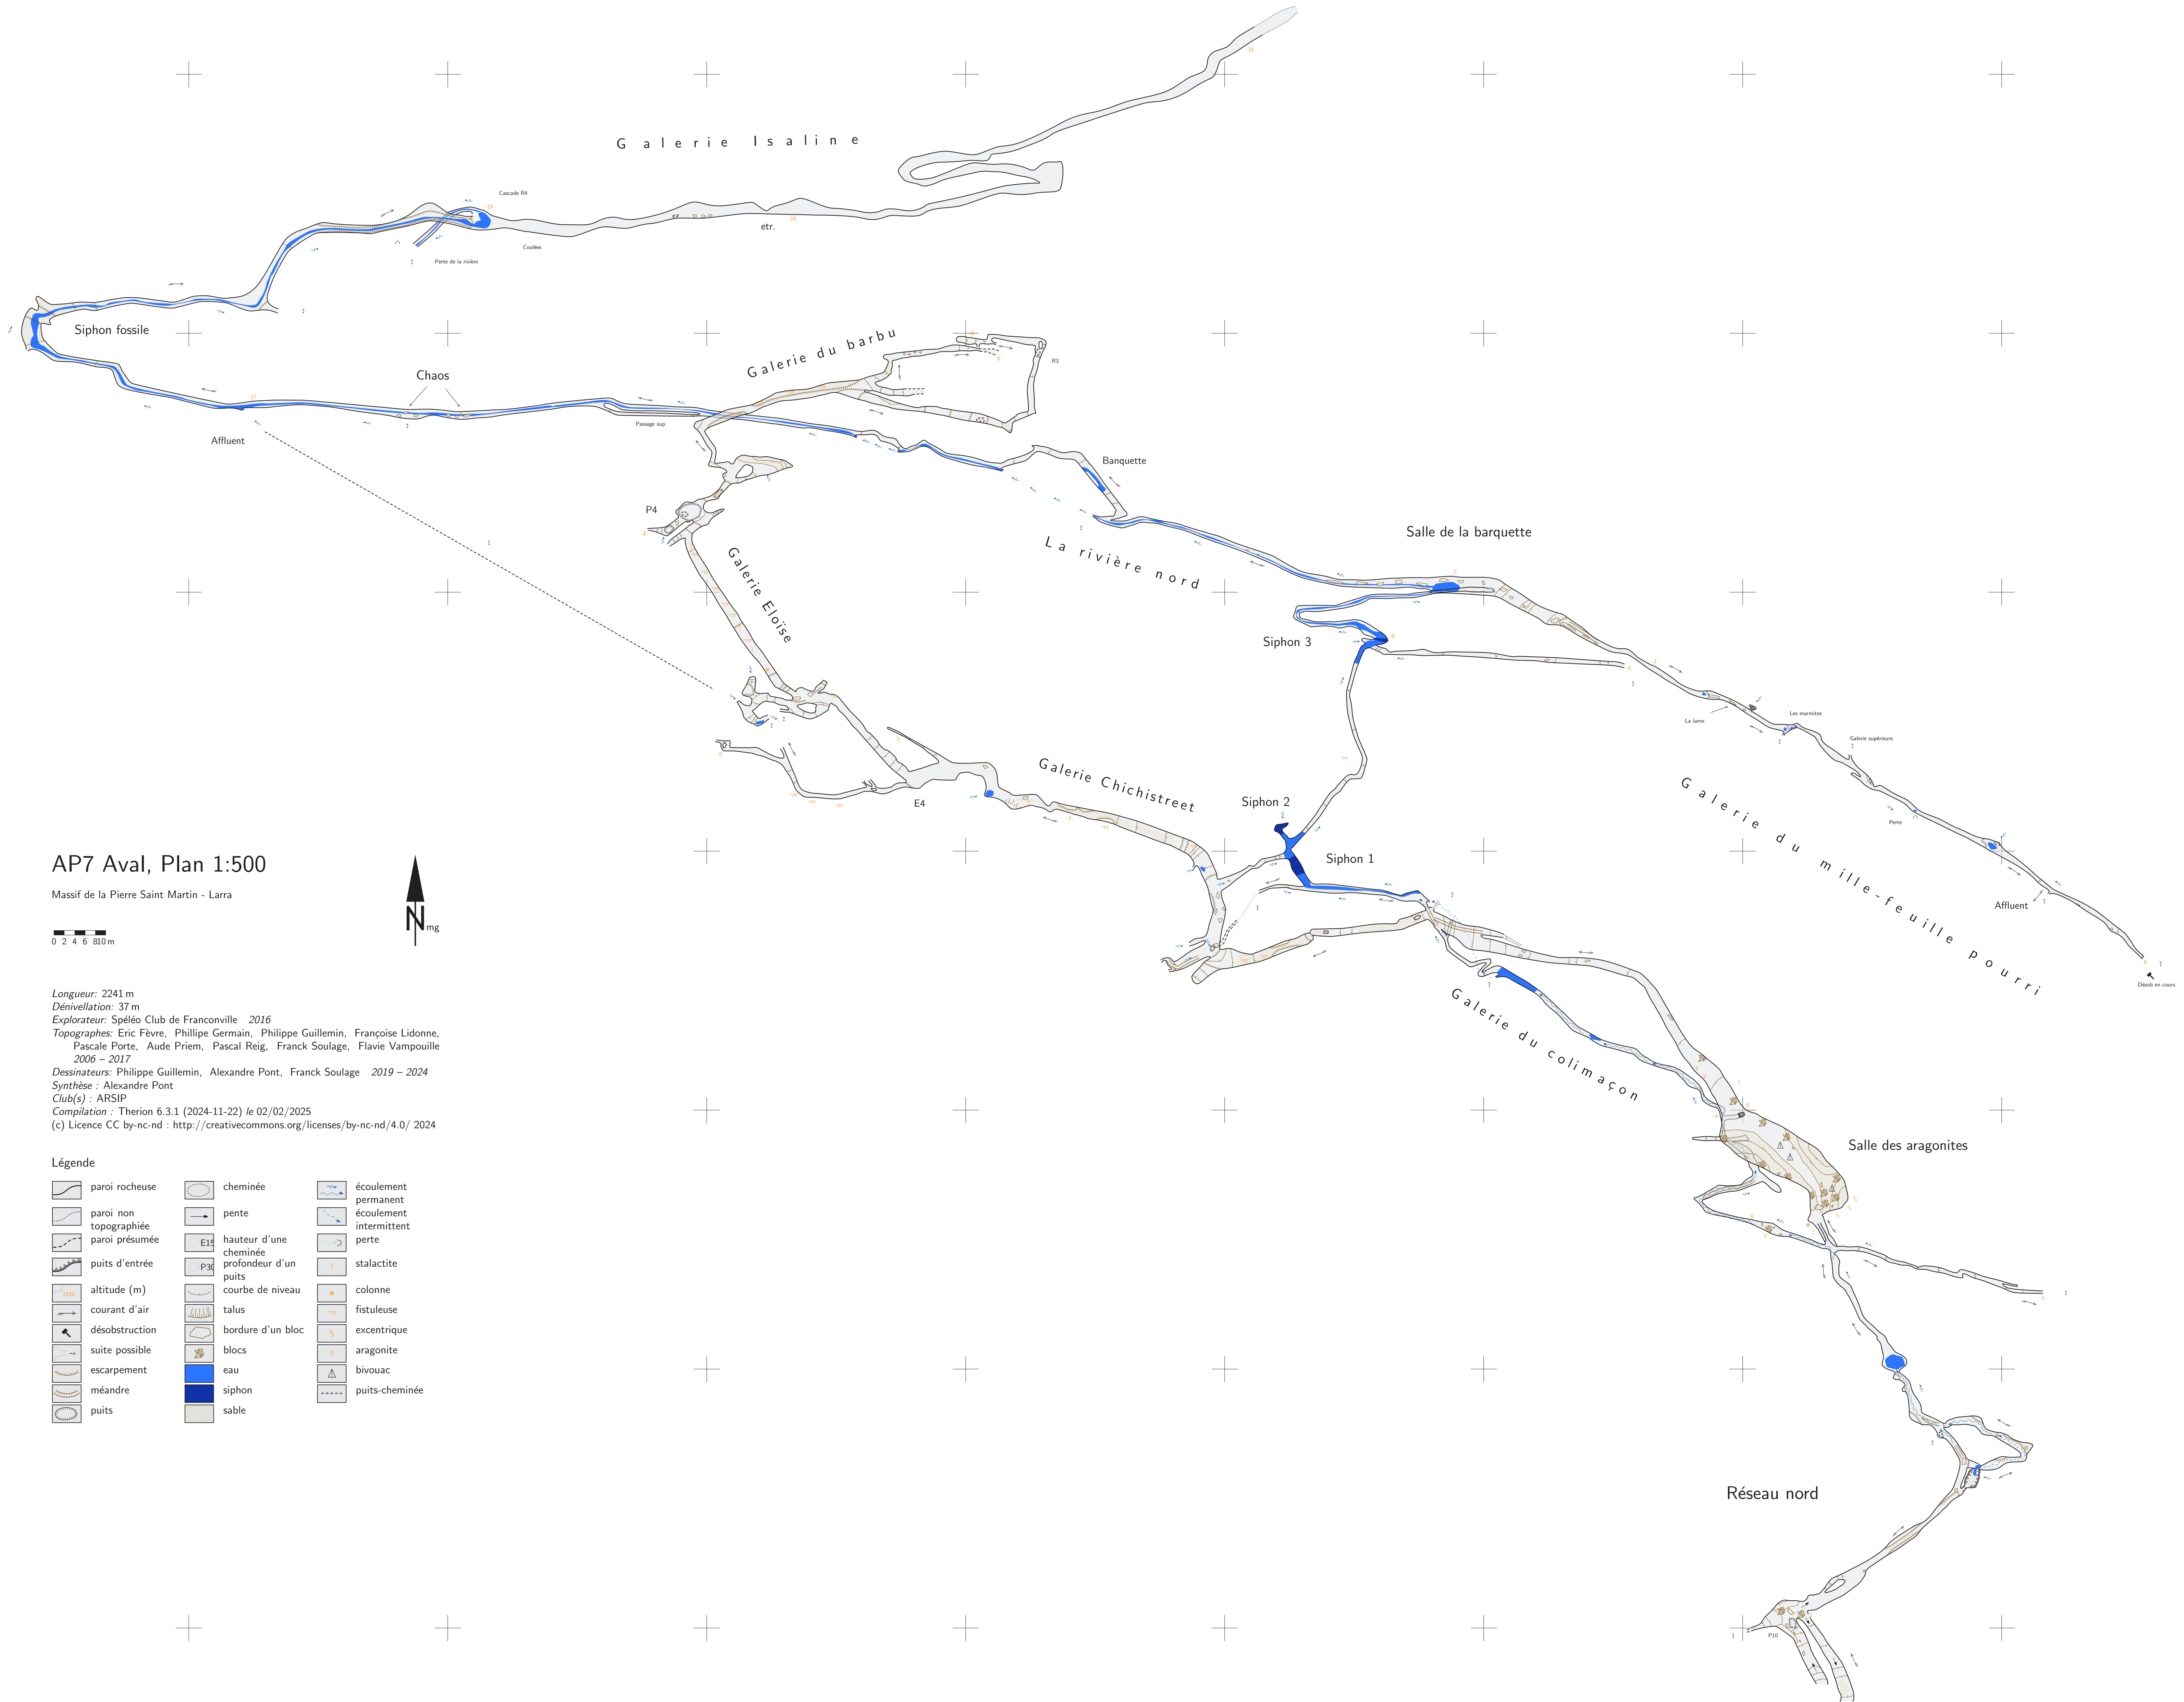 -21
Galerie Isaline
Cascade R4
-19
-19
etr.
Coulées
Perte de la rivière
Siphon fossile
Galerie du barbu
R3
Chaos
-17
Passage sup.
Affluent
Banquette
P4
Salle de la barquette
La rivière nord
Galerie Eloïse
-7
Siphon 3
La lame
Les marmites
Galerie supérieure
Galerie Chichistreet
E4
-2
Siphon 2
Perte
Galerie du mille-feuille pourri
Siphon 1
AP7 Aval, Plan 1:500
Massif de la Pierre Saint Martin - Larra
N mg
0 2 4 6 8 10 m
Affluent
Désob en cours
Galerie du colimaçon
Longueur: 2241 m
Dénivellation: 37 m
Explorateur: Spéléo Club de Franconville 2016
Topographes: Eric Fèvre, Phillipe Germain, Philippe Guillemin, Françoise Lidonne,
Pascale Porte, Aude Priem, Pascal Reig, Franck Soulage, Flavie Vampouille
2006 – 2017
Dessinateurs: Philippe Guillemin, Alexandre Pont, Franck Soulage 2019 – 2024
Synthèse : Alexandre Pont
Club(s) : ARSIP
Compilation : Therion 6.3.1 (2024-11-22) le 02/02/2025
(c) Licence CC by-nc-nd : http://creativecommons.org/licenses/by-nc-nd/4.0/ 2024
Salle des aragonites
Légende
paroi rocheuse
paroi non
topographiée
paroi présumée
puits d'entrée
altitude (m)
courant d'air
désobstruction
suite possible
escarpement
méandre
puits
cheminée
pente
E15
hauteur d'une
cheminée
P30
profondeur d'un
puits
courbe de niveau
talus
bordure d'un bloc
blocs
eau
siphon
sable
écoulement
permanent
écoulement
intermittent
perte
stalactite
colonne
fistuleuse
excentrique
aragonite
bivouac
puits-cheminée
Réseau nord
P10